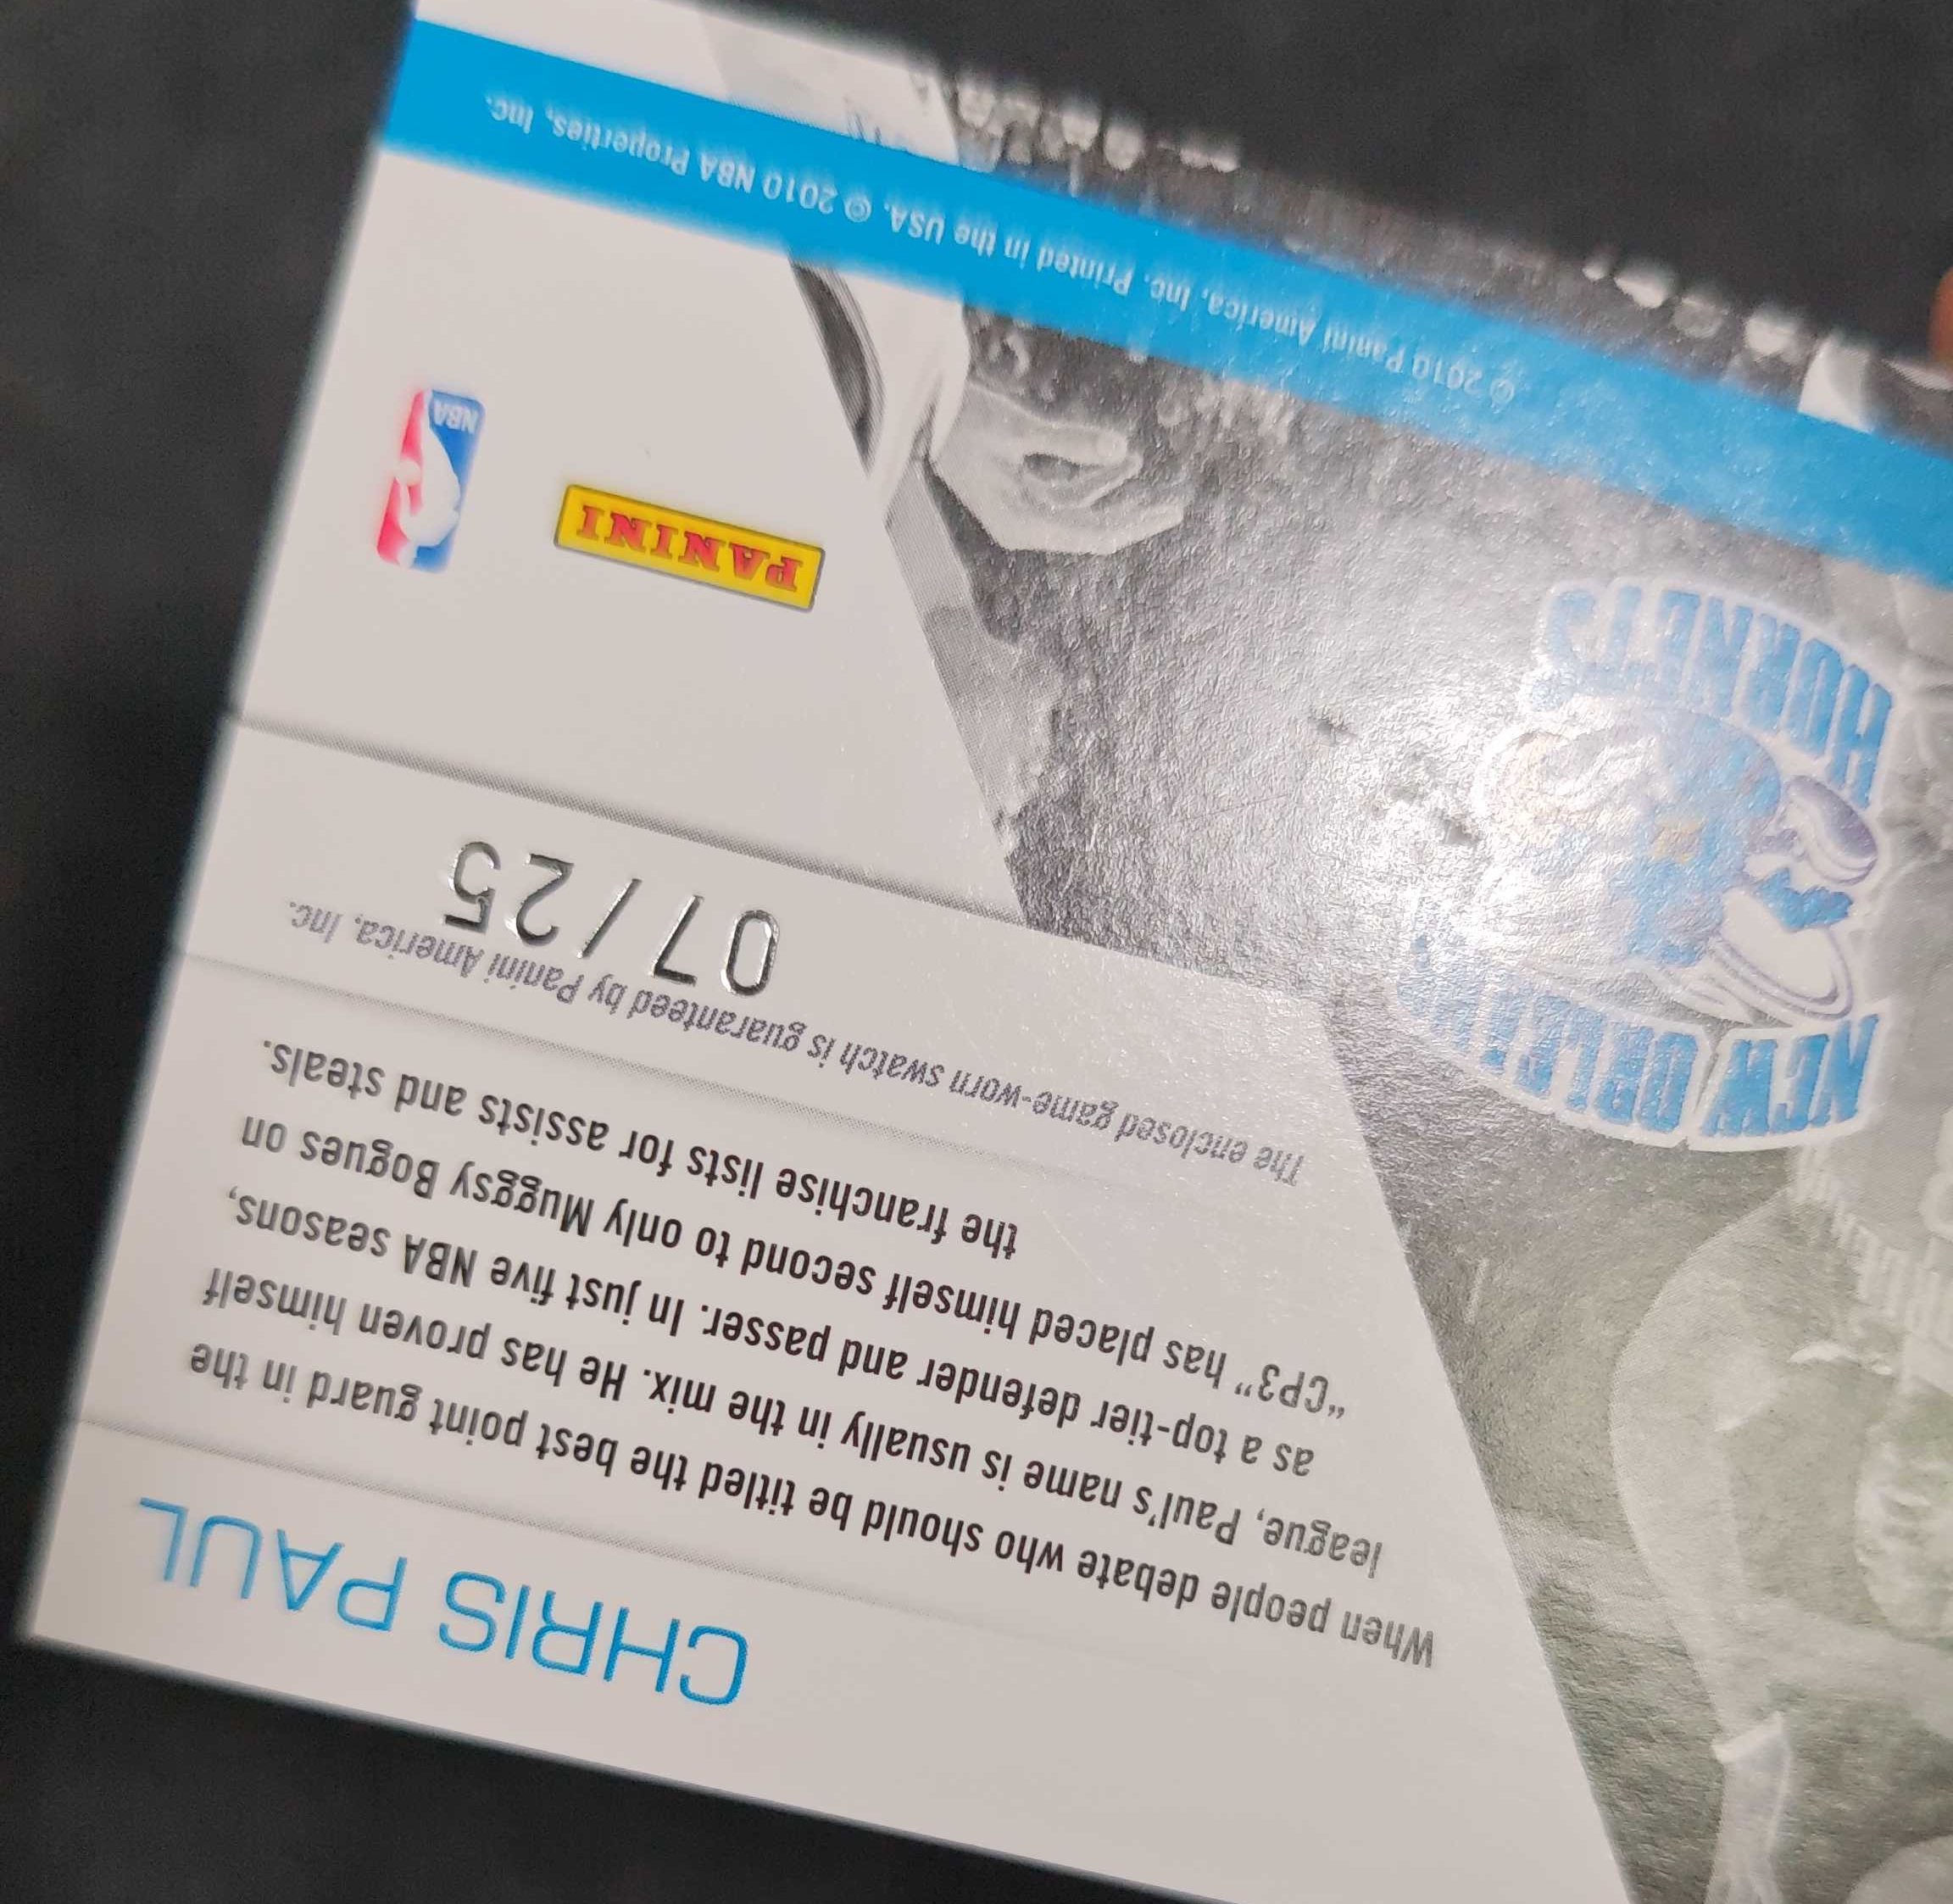 CHRIS PAUL
When people debate who should be titled the best point guard in the
league, Paul's name is usually in the mix. He has proven himself
as a top-tier defender and passer. In just five NBA seasons,
“CP3” has placed himself second to only Muggsy Bogues on
the franchise lists for assists and steals.
The enclosed game-worn swatch is guaranteed by Panini America, Inc.
07/25
NEW ORLEANS
HORNETS
PANINI
NBA
© 2010 Panini America, Inc. Printed in the USA. © 2010 NBA Properties, Inc.